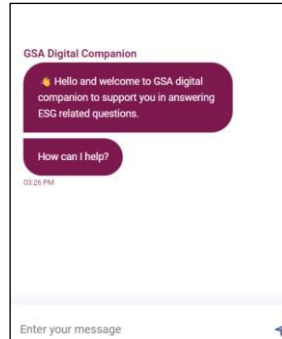 GSA Digital Companion
👋 Hello and welcome to GSA digital
companion to support you in answering
ESG related questions.
How can I help?
03:26 PM
Enter your message